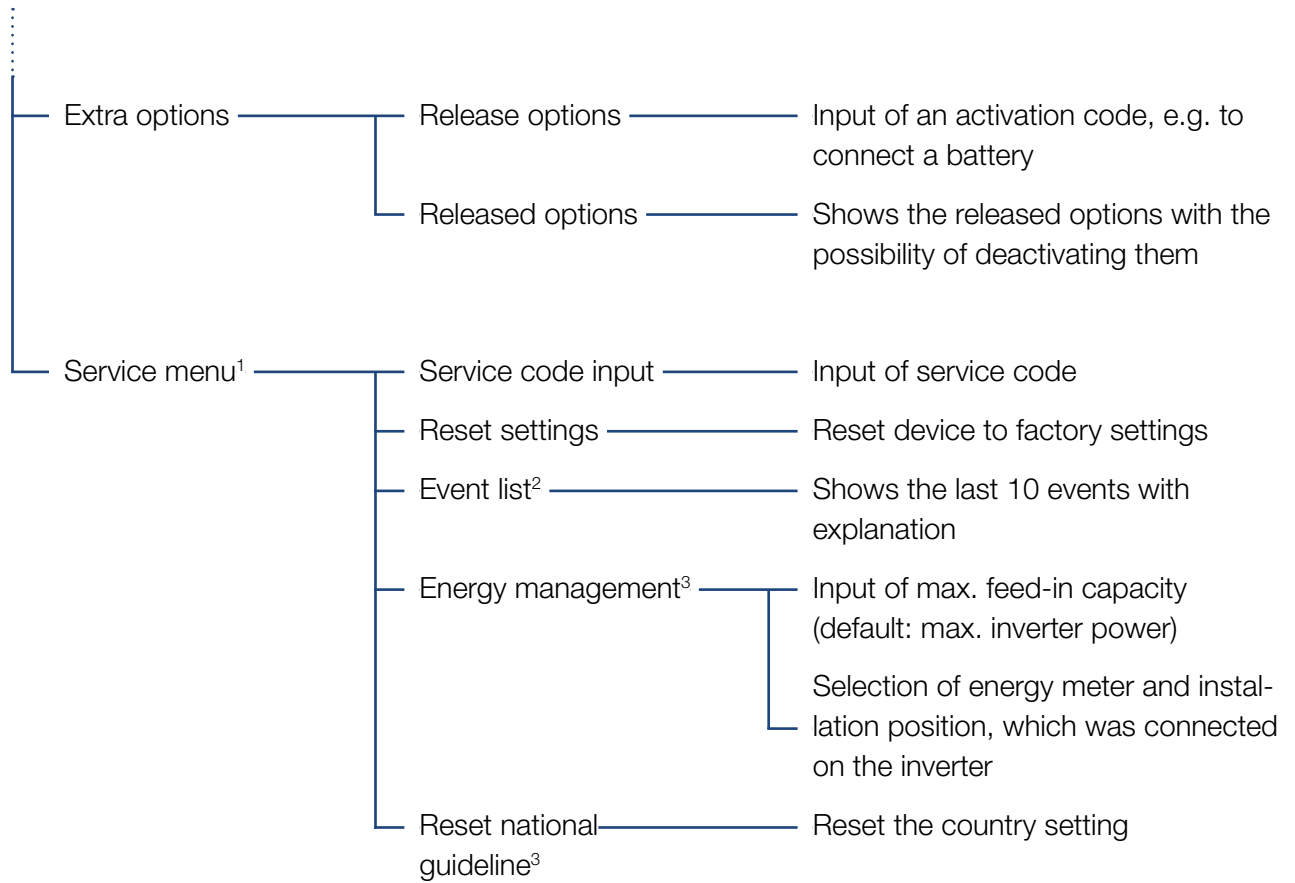 Extra options
Release options
Input of an activation code, e.g. to
connect a battery
Released options
Shows the released options with the
possibility of deactivating them
Service menu¹
Service code input
Input of service code
Reset settings
Reset device to factory settings
Event list²
Shows the last 10 events with
explanation
Energy management³
Input of max. feed-in capacity
(default: max. inverter power)
Selection of energy meter and instal-
lation position, which was connected
on the inverter
Reset national
guideline³
Reset the country setting